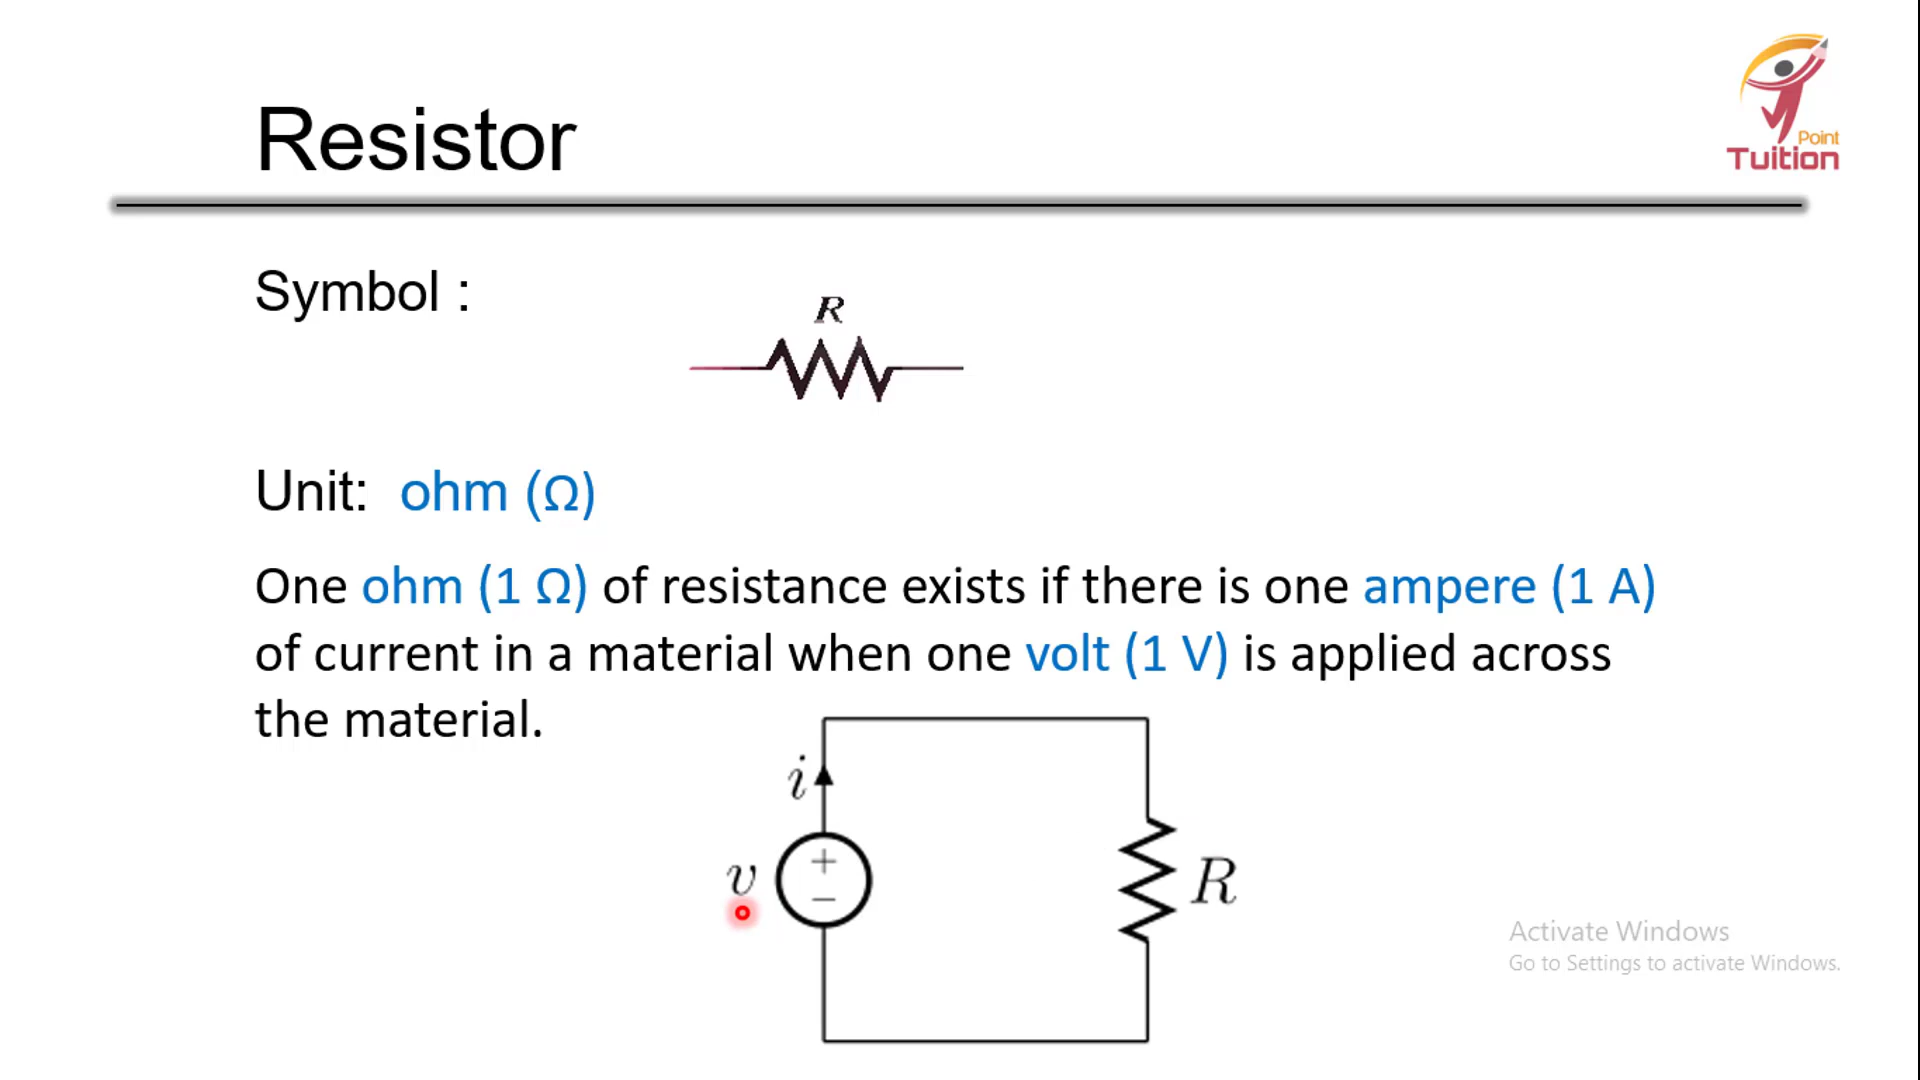 Resistor
Point
Tuition
Symbol :
R
Unit: ohm (Ω)
One ohm (1 Ω) of resistance exists if there is one ampere (1 A)
of current in a material when one volt (1 V) is applied across
the material.
i
+
v
−
R
Activate Windows
Go to Settings to activate Windows.